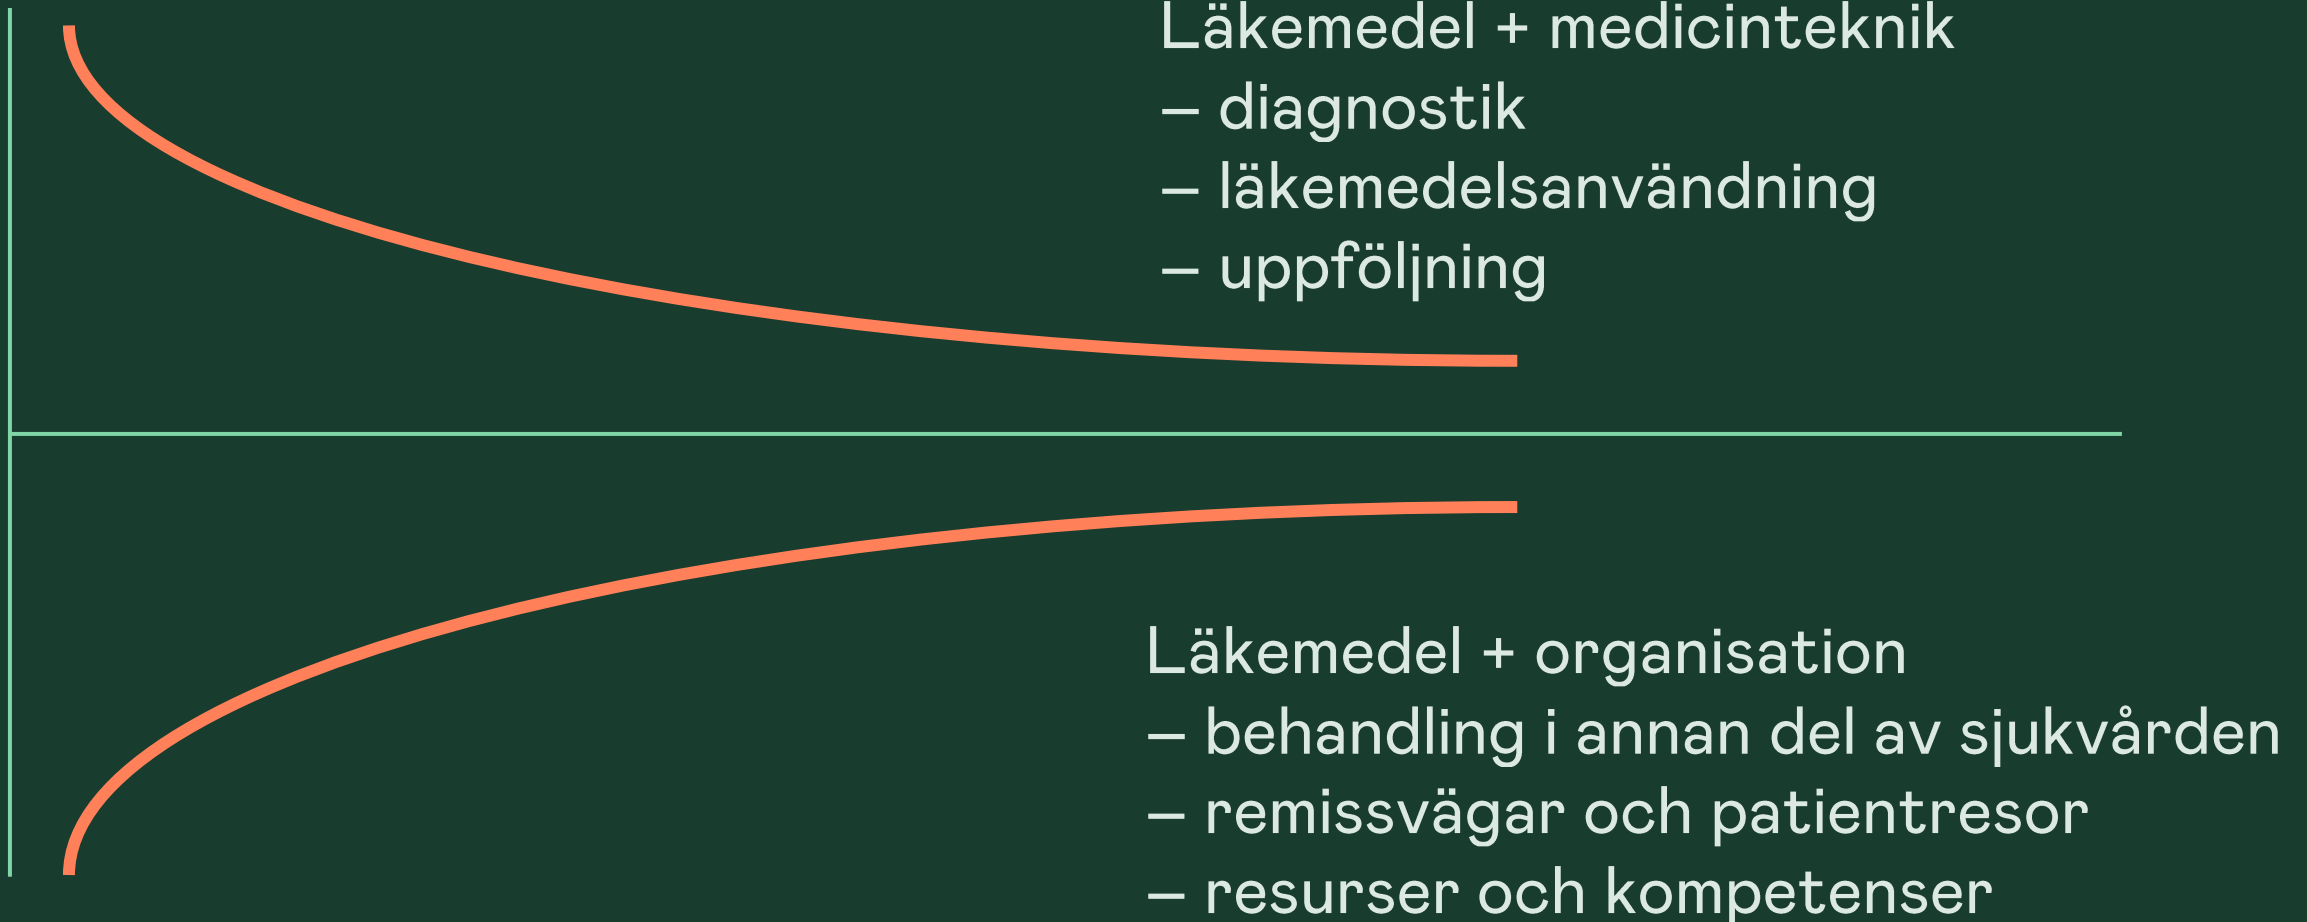 Läkemedel + medicinteknik
– diagnostik
– läkemedelsanvändning
– uppföljning
Läkemedel + organisation
– behandling i annan del av sjukvården
– remissvägar och patientresor
– resurser och kompetenser